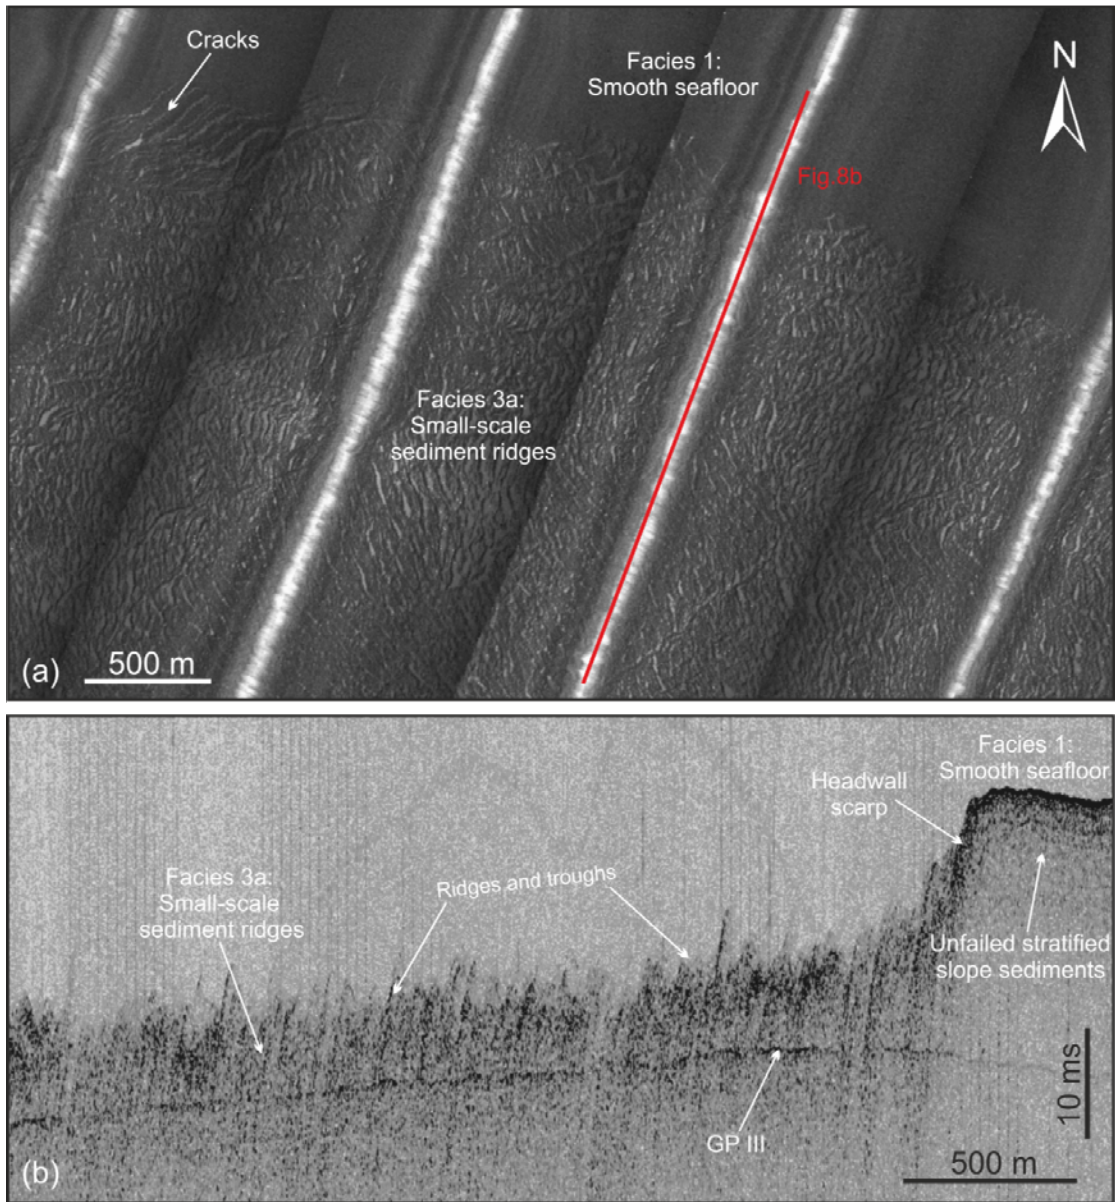 Cracks
Facies 1:
Smooth seafloor
N
Fig.8b
Facies 3a:
Small-scale
sediment ridges
500 m
(a)
Facies 1:
Smooth seafloor
Headwall
scarp
Ridges and troughs
Facies 3a:
Small-scale
sediment ridges
Unfailed stratified
slope sediments
10 ms
GP III
500 m
(b)